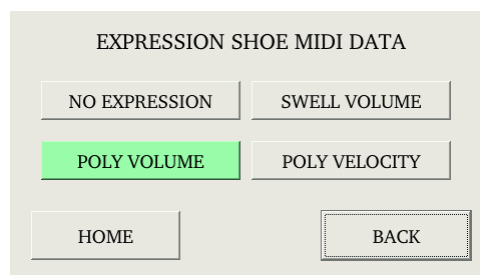 EXPRESSION SHOE MIDI DATA
NO EXPRESSION
SWELL VOLUME
POLY VOLUME
POLY VELOCITY
HOME
BACK